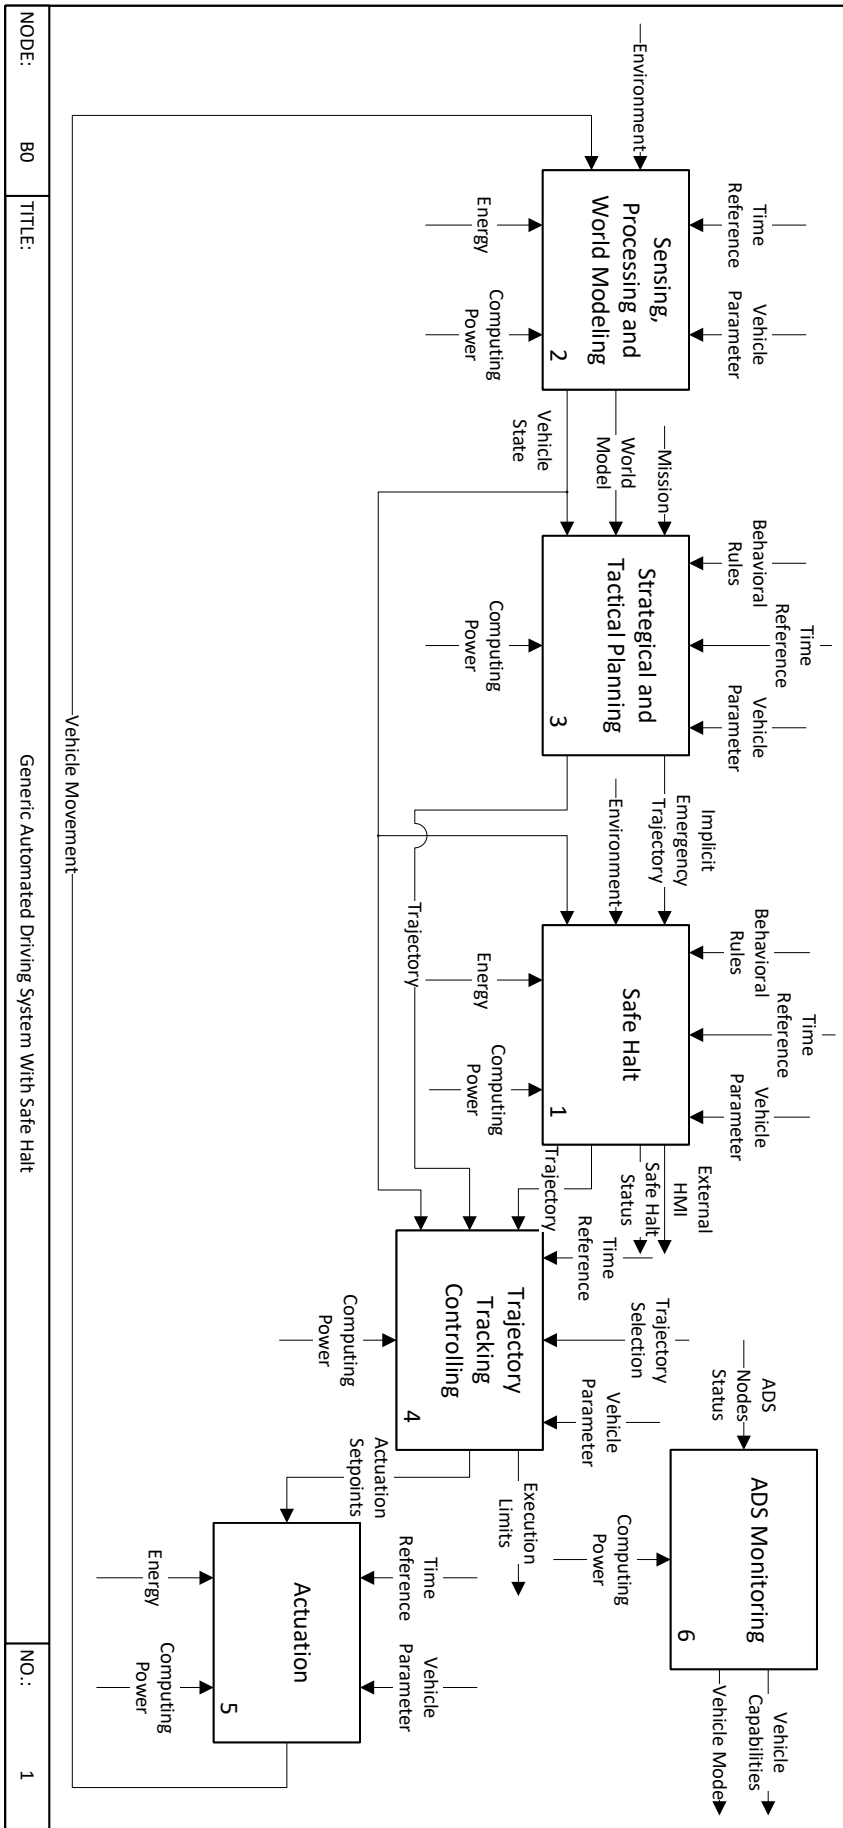 Environment
Time
Reference
Vehicle
Parameter
Sensing,
Processing and
World Modeling
2
Energy
Computing
Power
Vehicle
State
World
Model
Mission
Behavioral
Rules
Time
Reference
Vehicle
Parameter
Strategical and
Tactical Planning
3
Computing
Power
Implicit
Emergency
Trajectory
Environment
Trajectory
Behavioral
Rules
Time
Reference
Vehicle
Parameter
Safe Halt
1
Energy
Computing
Power
External
HMI
Safe Halt
Status
Trajectory
Time
Reference
Trajectory
Selection
Vehicle
Parameter
Trajectory
Tracking
Controlling
4
Computing
Power
Execution
Limits
Actuation
Setpoints
ADS
Nodes
Status
ADS Monitoring
6
Computing
Power
Vehicle
Capabilities
Vehicle Mode
Time
Reference
Vehicle
Parameter
Actuation
5
Energy
Computing
Power
Vehicle Movement
NODE: B0
TITLE: Generic Automated Driving System With Safe Halt
NO.: 1